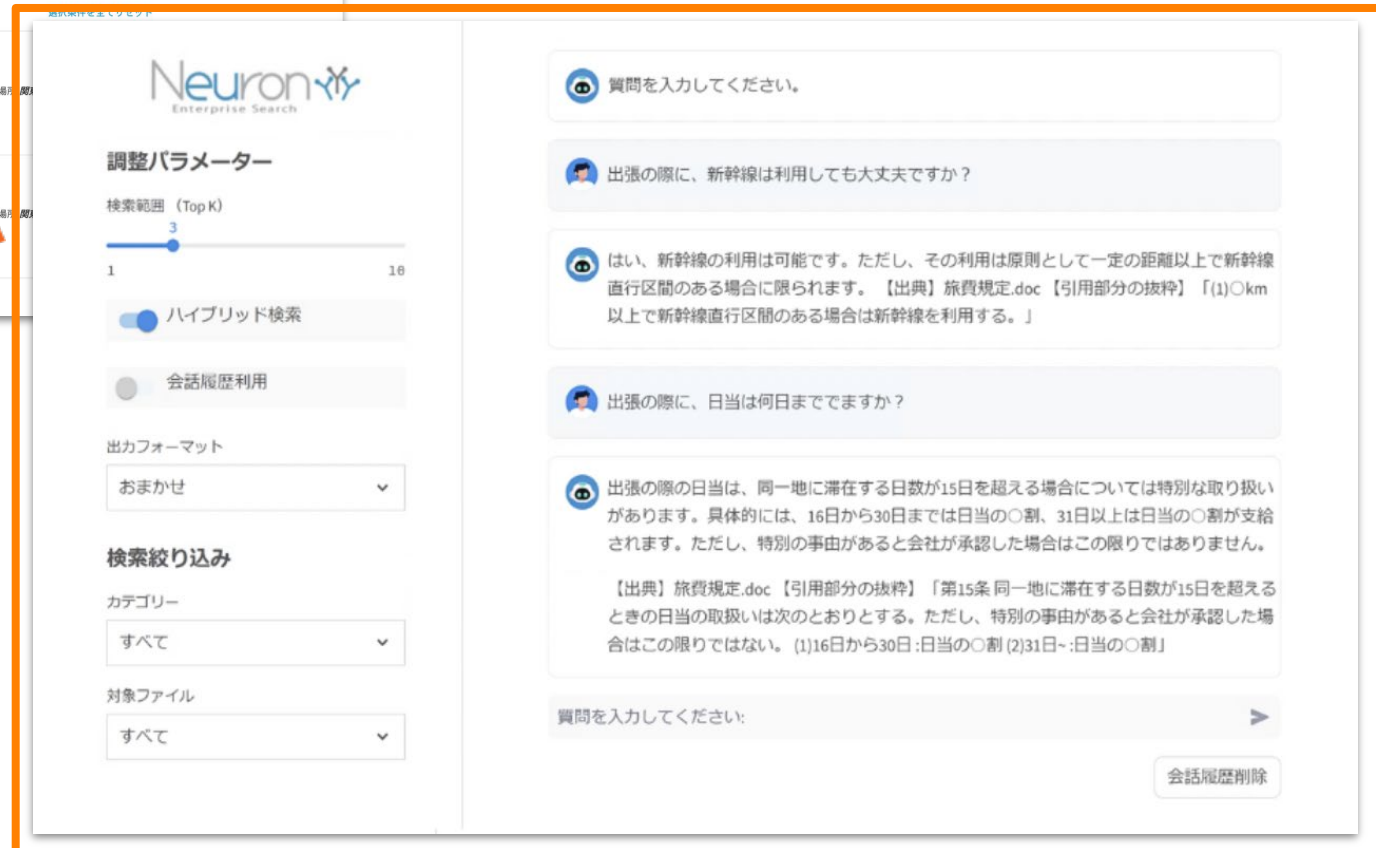 選択条件を全てリセット
場所:関東
場所:関東
Neuron
Enterprise Search
調整パラメーター
検索範囲 (Top K)
3
1 10
ハイブリッド検索
会話履歴利用
出力フォーマット
おまかせ
検索絞り込み
カテゴリー
すべて
対象ファイル
すべて
質問を入力してください。
出張の際に、新幹線は利用しても大丈夫ですか？
はい、新幹線の利用は可能です。ただし、その利用は原則として一定の距離以上で新幹線
直行区間のある場合に限られます。 【出典】旅費規定.doc 【引用部分の抜粋】「(1)○km
以上で新幹線直行区間のある場合は新幹線を利用する。」
出張の際に、日当は何日まででますか？
出張の際の日当は、同一地に滞在する日数が15日を超える場合については特別な取り扱い
があります。具体的には、16日から30日までは日当の○割、31日以上は日当の○割が支給
されます。ただし、特別の事由があると会社が承認した場合はこの限りではありません。
【出典】旅費規定.doc 【引用部分の抜粋】「第15条 同一地に滞在する日数が15日を超える
ときの日当の取扱いは次のとおりとする。ただし、特別の事由があると会社が承認した場
合はこの限りではない。 (1)16日から30日 :日当の○割 (2)31日~ :日当の○割」
質問を入力してください:
会話履歴削除